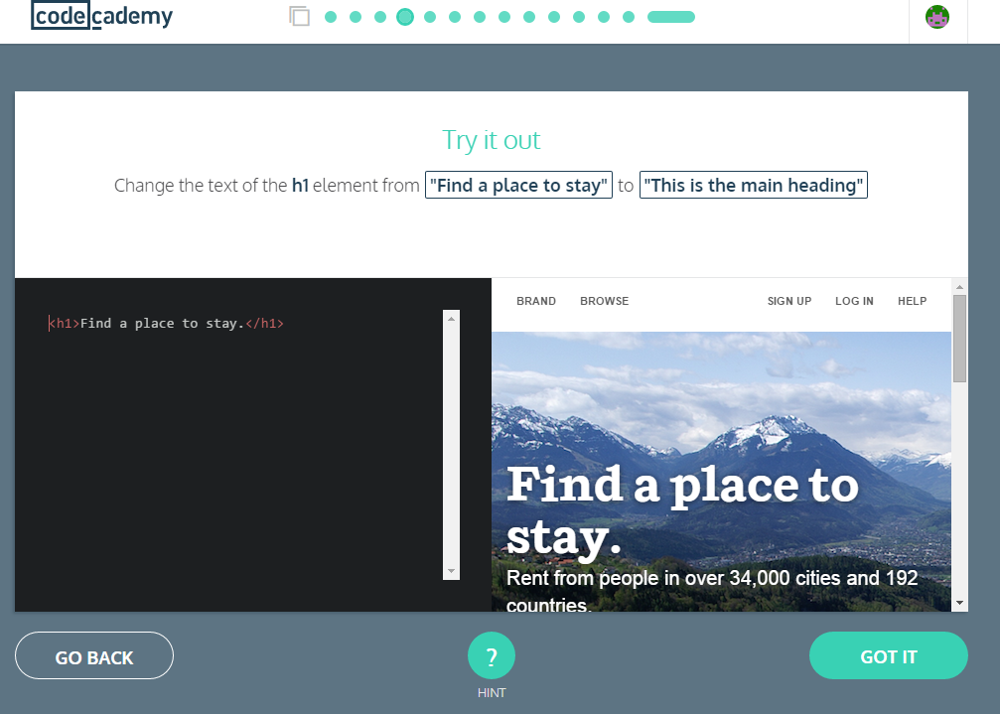 codecademy
Try it out
Change the text of the h1 element from "Find a place to stay" to "This is the main heading"
<h1>Find a place to stay.</h1>
BRAND BROWSE SIGN UP LOG IN HELP
Find a place to
stay.
Rent from people in over 34,000 cities and 192
countries.
GO BACK
?
HINT
GOT IT